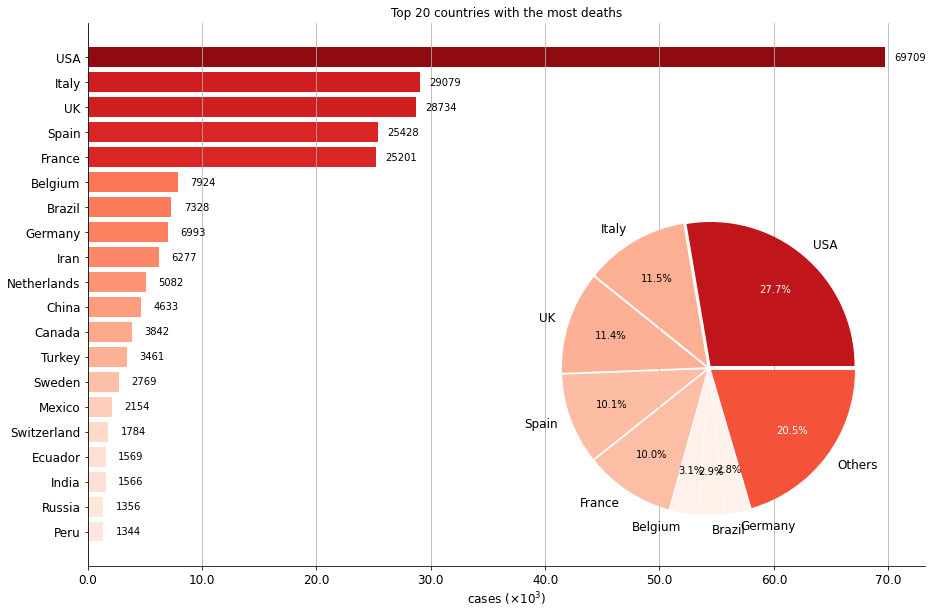 Top 20 countries with the most deaths
USA 69709
Italy 29079
UK 28734
Spain 25428
France 25201
Belgium 7924
Brazil 7328
Germany 6993
Iran 6277
Netherlands 5082
China 4633
Canada 3842
Turkey 3461
Sweden 2769
Mexico 2154
Switzerland 1784
Ecuador 1569
India 1566
Russia 1356
Peru 1344
0.0 10.0 20.0 30.0 40.0 50.0 60.0 70.0
cases (×10³)
USA
27.7%
Italy
11.5%
UK
11.4%
Spain
10.1%
France
10.0%
Belgium
3.1%
Brazil
2.9%
Germany
2.8%
Others
20.5%